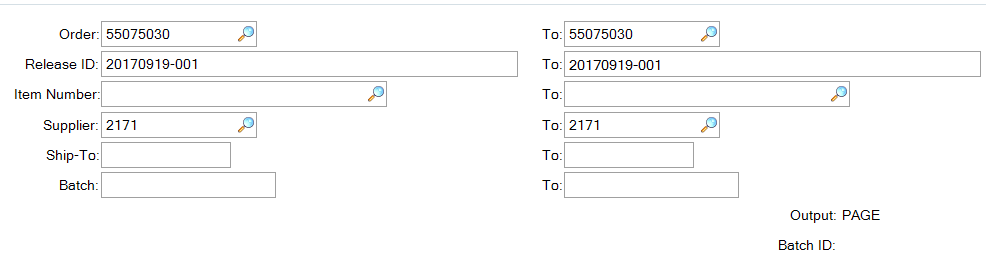 Order: 55075030 To: 55075030
Release ID: 20170919-001 To: 20170919-001
Item Number: To:
Supplier: 2171 To: 2171
Ship-To: To:
Batch: To:
Output: PAGE
Batch ID: